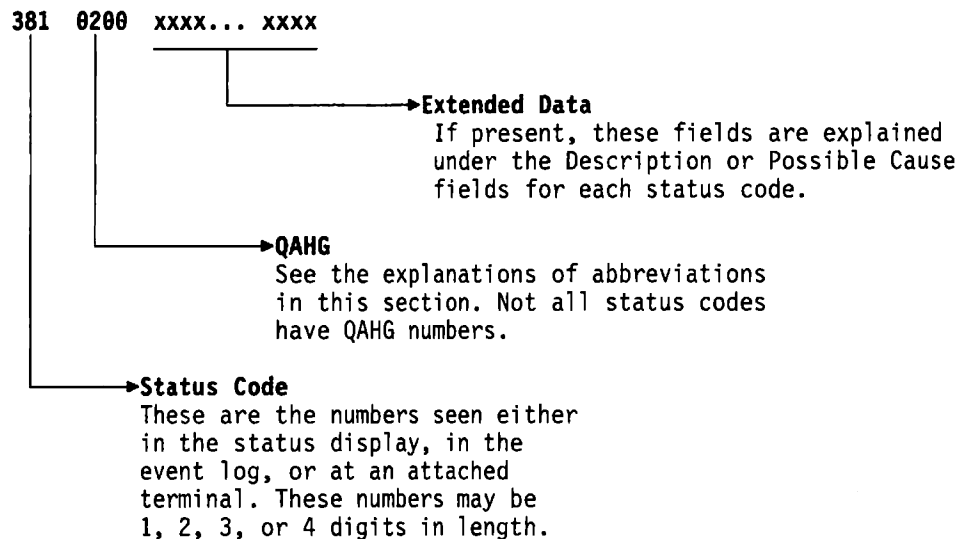 381 0200 xxxx... xxxx
Extended Data
If present, these fields are explained
under the Description or Possible Cause
fields for each status code.
QAHG
See the explanations of abbreviations
in this section. Not all status codes
have QAHG numbers.
Status Code
These are the numbers seen either
in the status display, in the
event log, or at an attached
terminal. These numbers may be
1, 2, 3, or 4 digits in length.